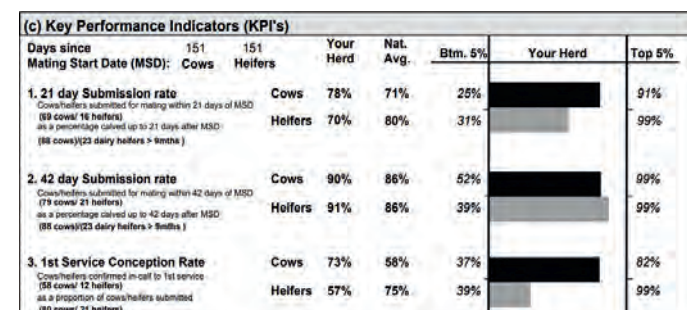 (c) Key Performance Indicators (KPI's)
Days since 151 151 Your Nat.
Mating Start Date (MSD): Cows Heifers Herd Avg. Btm. 5% Your Herd Top 5%
1. 21 day Submission rate Cows 78% 71% 25% 91%
Cows/heifers submitted for mating within 21 days of MSD
(69 cows/ 16 heifers) Heifers 70% 80% 31% 99%
as a percentage calved up to 21 days after MSD
(88 cows)/(23 dairy heifers > 9mths )
2. 42 day Submission rate Cows 90% 86% 52% 99%
Cows/heifers submitted for mating within 42 days of MSD
(79 cows/ 21 heifers) Heifers 91% 86% 39% 99%
as a percentage calved up to 42 days after MSD
(88 cows)/(23 dairy heifers > 9mths )
3. 1st Service Conception Rate Cows 73% 58% 37% 82%
Cows/heifers confirmed in-calf to 1st service
(58 cows/ 12 heifers) Heifers 57% 75% 39% 99%
as a proportion of cows/heifers submitted
(80 cows/ 21 heifers)